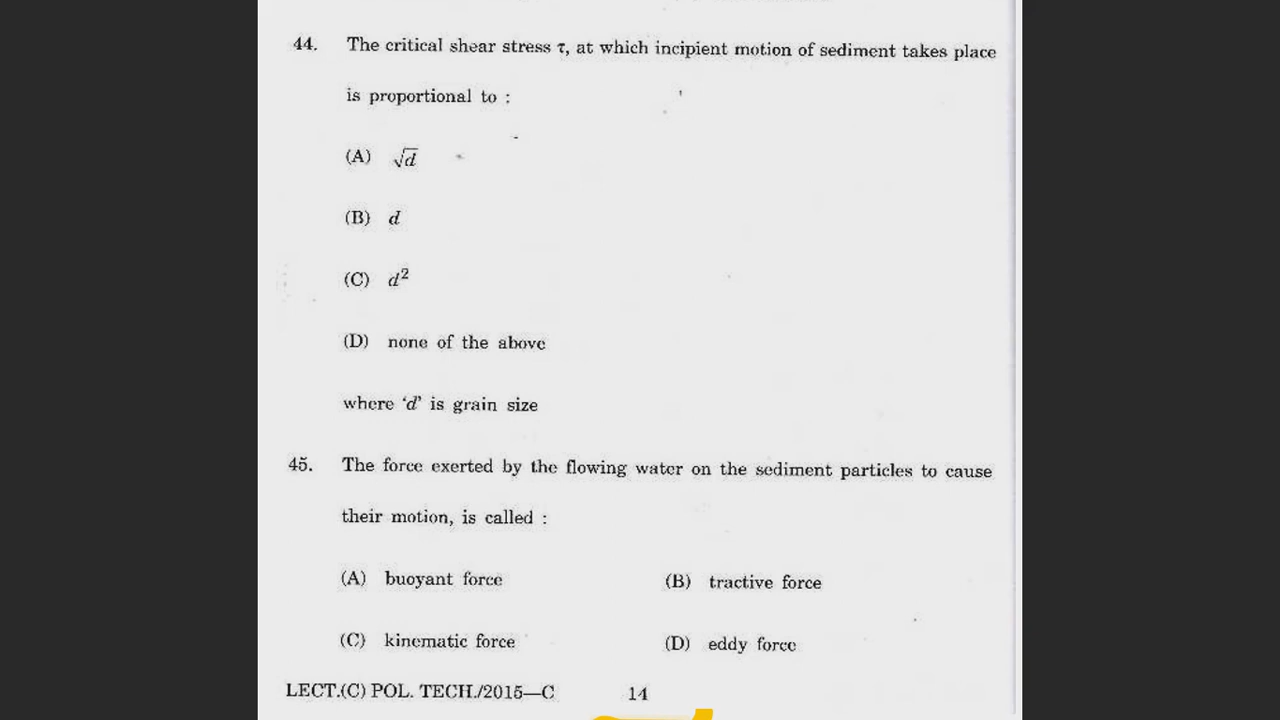 44. The critical shear stress τ, at which incipient motion of sediment takes place
is proportional to :
(A) √d
(B) d
(C) d²
(D) none of the above
where ‘d’ is grain size
45. The force exerted by the flowing water on the sediment particles to cause
their motion, is called :
(A) buoyant force (B) tractive force
(C) kinematic force (D) eddy force
LECT.(C) POL. TECH./2015—C 14